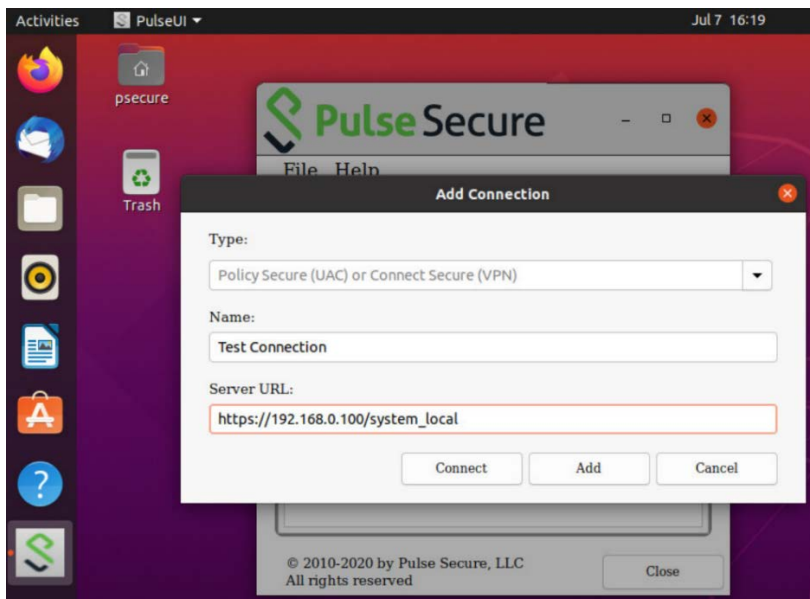 Activities
PulseUI
Jul 7 16:19
psecure
Trash
Pulse Secure
File Help
Add Connection
Type:
Policy Secure (UAC) or Connect Secure (VPN)
Name:
Test Connection
Server URL:
https://192.168.0.100/system_local
Connect
Add
Cancel
© 2010-2020 by Pulse Secure, LLC
All rights reserved
Close